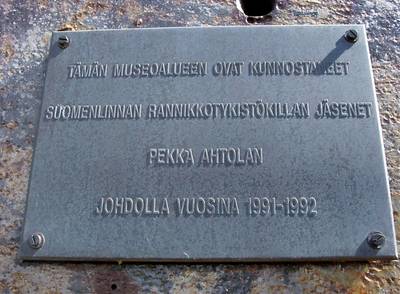 TÄMÄN MUSEOALUEEN OVAT KUNNOSTANEET
SUOMENLINNAN RANNIKKOTYKISTÖKILLAN JÄSENET
PEKKA AHTOLAN
JOHDOLLA VUOSINA 1991-1992